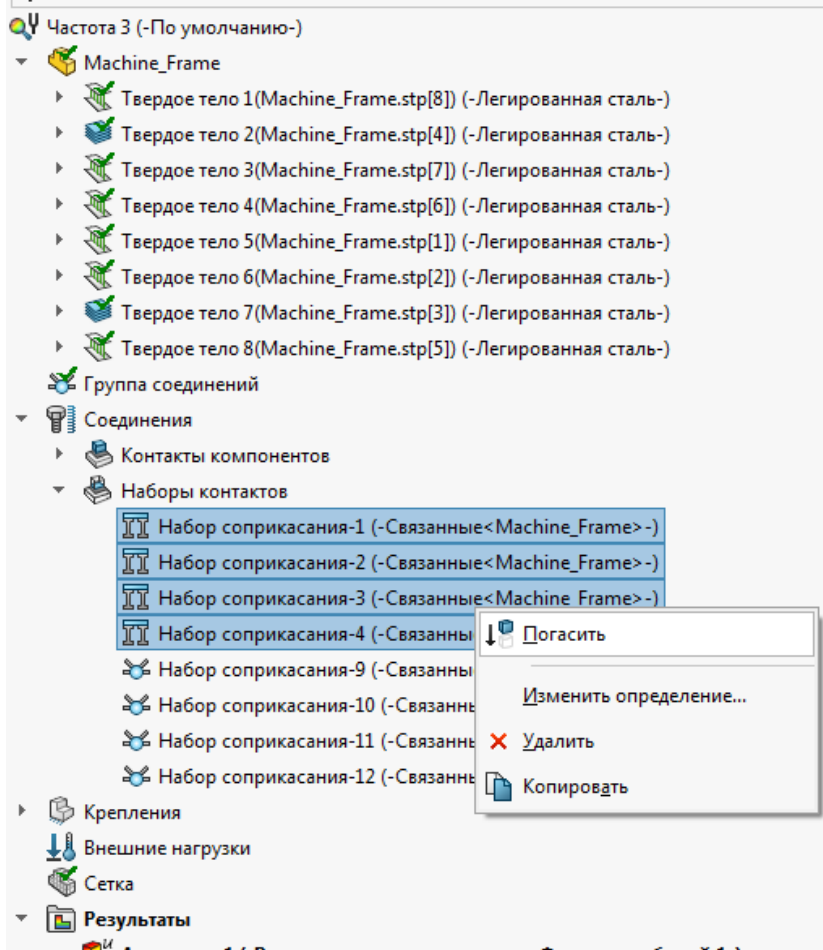 Частота 3 (-По умолчанию-)
Machine_Frame
Твердое тело 1(Machine_Frame.stp[8]) (-Легированная сталь-)
Твердое тело 2(Machine_Frame.stp[4]) (-Легированная сталь-)
Твердое тело 3(Machine_Frame.stp[7]) (-Легированная сталь-)
Твердое тело 4(Machine_Frame.stp[6]) (-Легированная сталь-)
Твердое тело 5(Machine_Frame.stp[1]) (-Легированная сталь-)
Твердое тело 6(Machine_Frame.stp[2]) (-Легированная сталь-)
Твердое тело 7(Machine_Frame.stp[3]) (-Легированная сталь-)
Твердое тело 8(Machine_Frame.stp[5]) (-Легированная сталь-)
Группа соединений
Соединения
Контакты компонентов
Наборы контактов
Набор соприкасания-1 (-Связанные<Machine_Frame>-)
Набор соприкасания-2 (-Связанные<Machine_Frame>-)
Набор соприкасания-3 (-Связанные<Machine_Frame>-)
Набор соприкасания-4 (-Связанны
Погасить
Набор соприкасания-9 (-Связанны
Набор соприкасания-10 (-Связаннь
Изменить определение...
Набор соприкасания-11 (-Связаннь
Удалить
Набор соприкасания-12 (-Связаннь
Копировать
Крепления
Внешние нагрузки
Сетка
Результаты